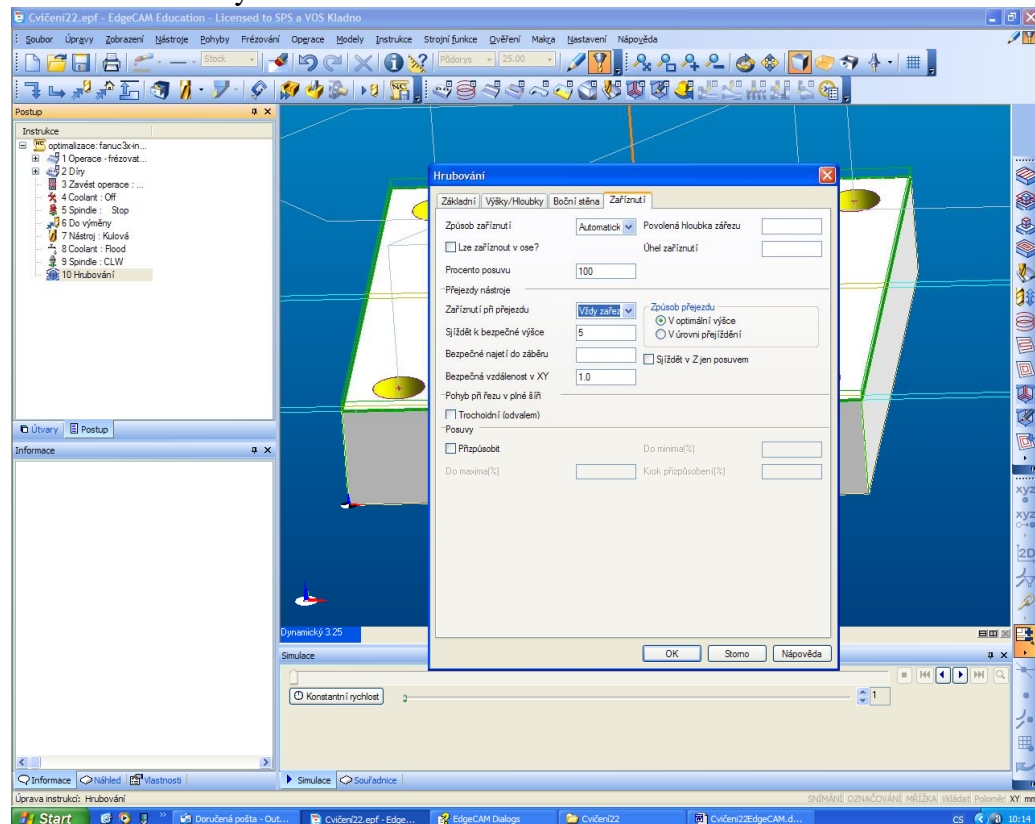 Cvičení22.epf - EdgeCAM Education - Licensed to SPS a VOS Kladno
Soubor Úpravy Zobrazení Nástroje Pohyby Frézování Operace Modely Instrukce Strojní funkce Ověření Makra Nastavení Nápověda
Stock Půdorys 25.00
Postup
Instrukce
optimalizace: fanuc3x-in...
1 Operace - frézovat...
2 Díry
3 Zavést operace : ...
4 Coolant : Off
5 Spindle : Stop
6 Do výměny
7 Nástroj : Kulová
8 Coolant : Flood
9 Spindle : CLW
10 Hrubování
Útvary Postup
Informace
Informace Náhled Vlastnosti
Hrubování
Základní Výšky/Hloubky Boční stěna Zaříznutí
Způsob zaříznutí Automatick Povolená hloubka zářezu
Lze zaříznout v ose? Úhel zaříznutí
Procento posuvu 100
Přejezdy nástroje
Zaříznutí při přejezdu Vždy zařez Způsob přejezdu
V optimální výšce
Sjíždět k bezpečné výšce 5 V úrovni přejíždění
Bezpečné najetí do záběru Sjíždět v Z jen posuvem
Bezpečná vzdálenost v XY 1.0
Pohyb při řezu v plné šíři
Trochoidní (odvalem)
Posuvy
Přizpůsobit Do minima(%)
Do maxima(%) Krok přizpůsobení(%)
OK Storno Nápověda
Dynamický 3.25
Simulace
Konstantní rychlost 1
Simulace Souřadnice
Úprava instrukcí: Hrubování SNÍMÁNÍ OZNAČOVÁNÍ MŘÍŽKA Vkládat Poloměr XY mm
Start Doručená pošta - Out... Cvičení22.epf - Edge... EdgeCAM Dialogs Cvičení22 Cviceni22EdgeCAM.d... CS 10:14
xyz
xyz
2D